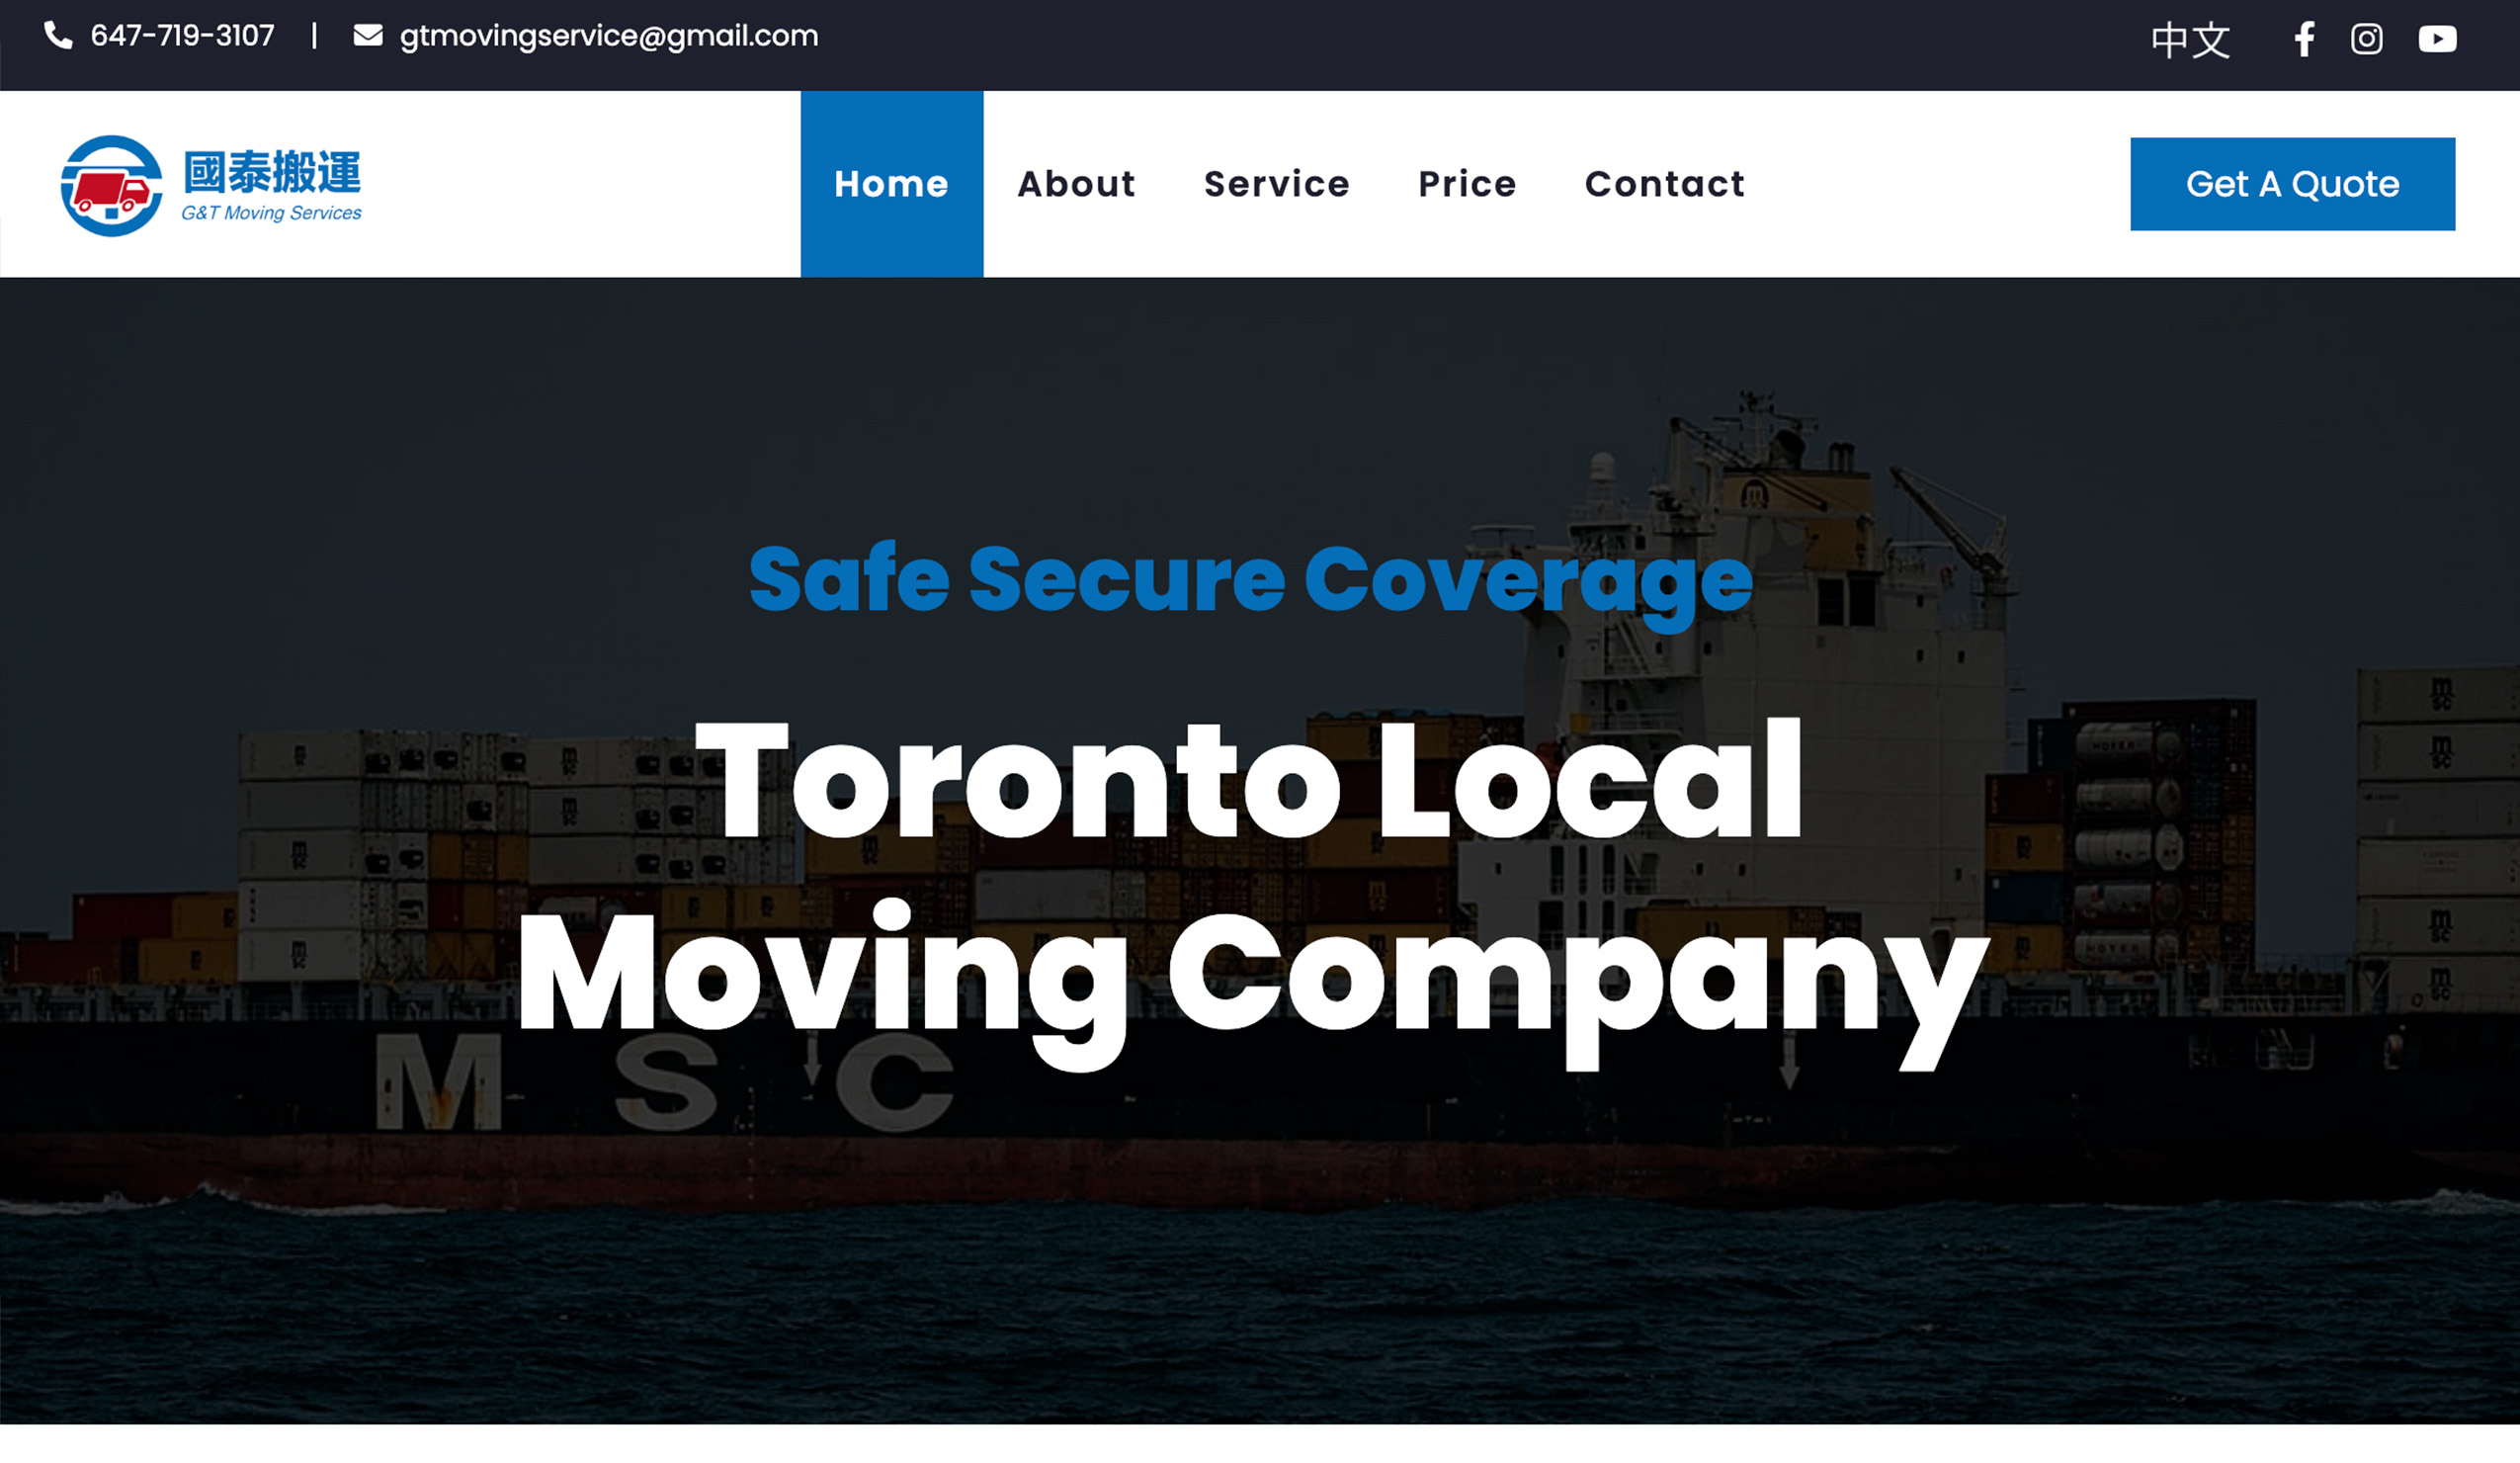 647-719-3107 | gtmovingservice@gmail.com 中文
國泰搬運
G&T Moving Services
Home About Service Price Contact
Get A Quote
Safe Secure Coverage
Toronto Local
Moving Company
M S C